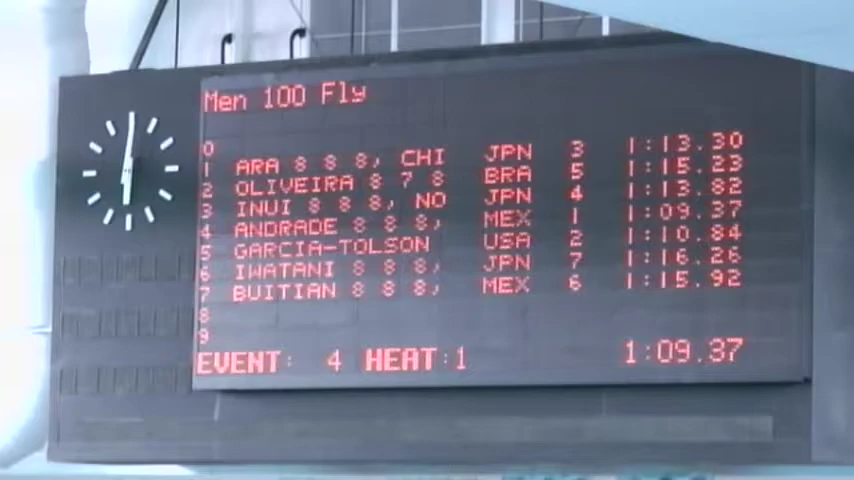 Men 100 Fly
0
1 ARA 8 8 8, CHI JPN 3 1:13.30
2 OLIVEIRA 8 7 8 BRA 5 1:15.23
3 INUI 8 8 8, NO JPN 4 1:13.82
4 ANDRADE 8 8 8, MEX 1 1:09.37
5 GARCIA-TOLSON USA 2 1:10.84
6 IWATANI 8 8 8, JPN 7 1:16.26
7 BUITIAN 8 8 8, MEX 6 1:15.92
8
9
EVENT: 4 HEAT:1 1:09.37